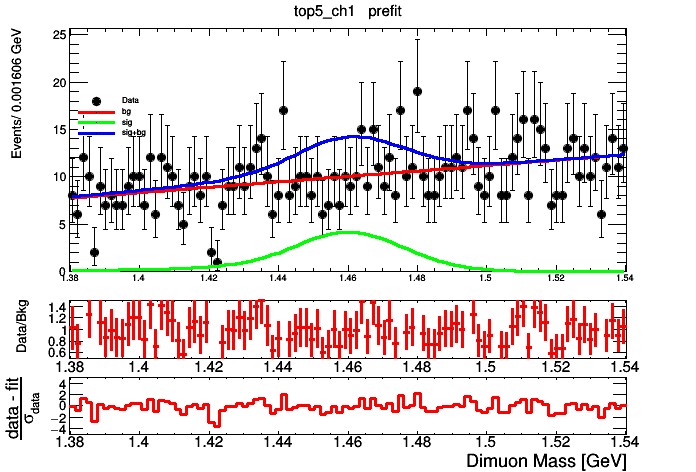 top5_ch1 prefit
Events/ 0.001606 GeV
25
20
15
10
5
0
Data
bg
sig
sig+bg
1.38 1.4 1.42 1.44 1.46 1.48 1.5 1.52 1.54
Data/Bkg
1.4
1.2
1
0.8
0.6
1.38 1.4 1.42 1.44 1.46 1.48 1.5 1.52 1.54
data - fit
σdata
4
2
0
−2
−4
1.38 1.4 1.42 1.44 1.46 1.48 1.5 1.52 1.54
Dimuon Mass [GeV]